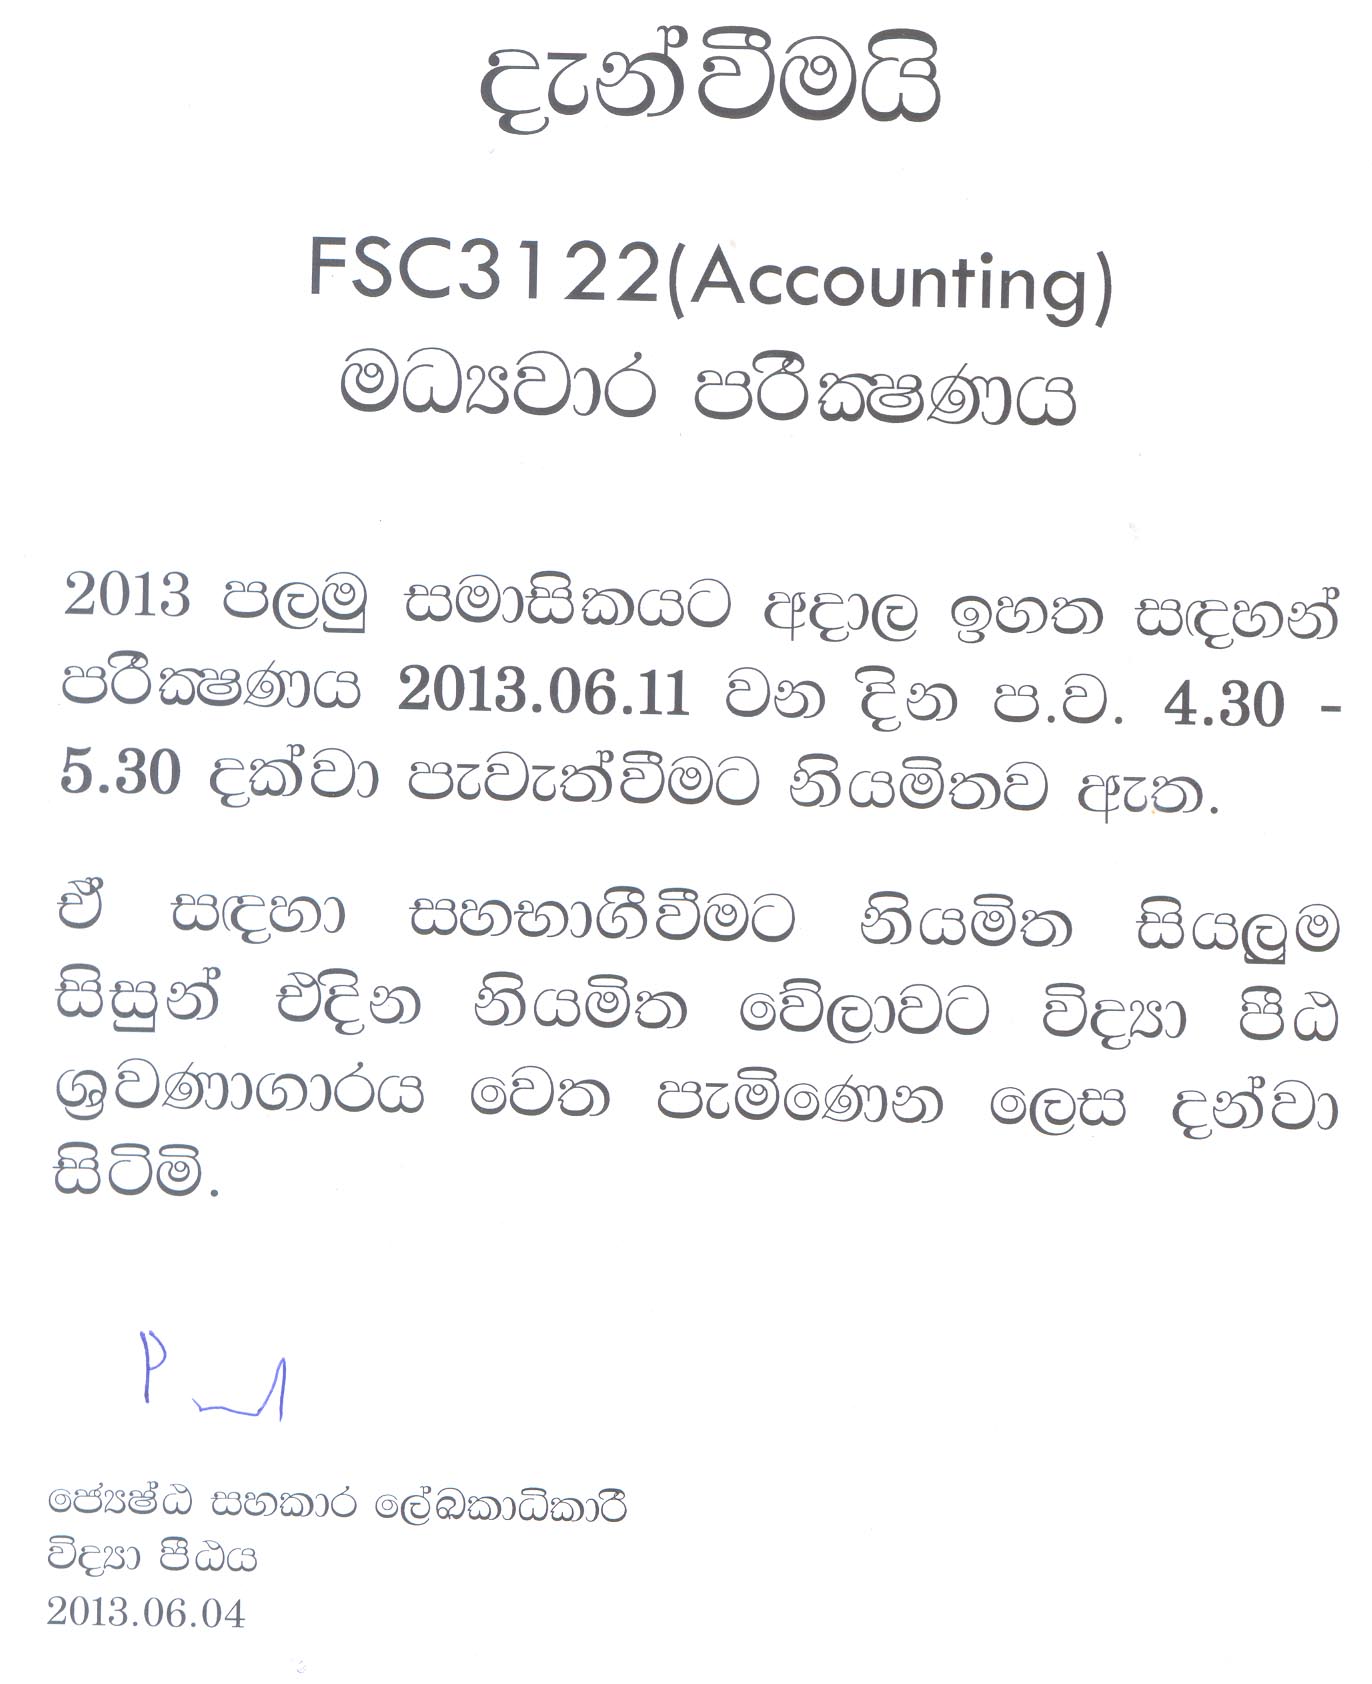 දැන්වීමයි
FSC3122(Accounting)
මධ්‍යවාර පරීක්ෂණය
2013 පලමු සමාසිකයට අදාල ඉහත සඳහන්
පරීක්ෂණය 2013.06.11 වන දින ප.ව. 4.30 -
5.30 දක්වා පැවැත්වීමට නියමිතව ඇත.
ඒ සඳහා සහභාගීවීමට නියමිත සියලුම
සිසුන් එදින නියමිත වේලාවට විද්‍යා පීඨ
ශ්‍රවණාගාරය වෙත පැමිණෙන ලෙස දන්වා
සිටිමි.
ජ්‍යෙෂ්ඨ සහකාර ලේඛකාධිකාරී
විද්‍යා පීඨය
2013.06.04